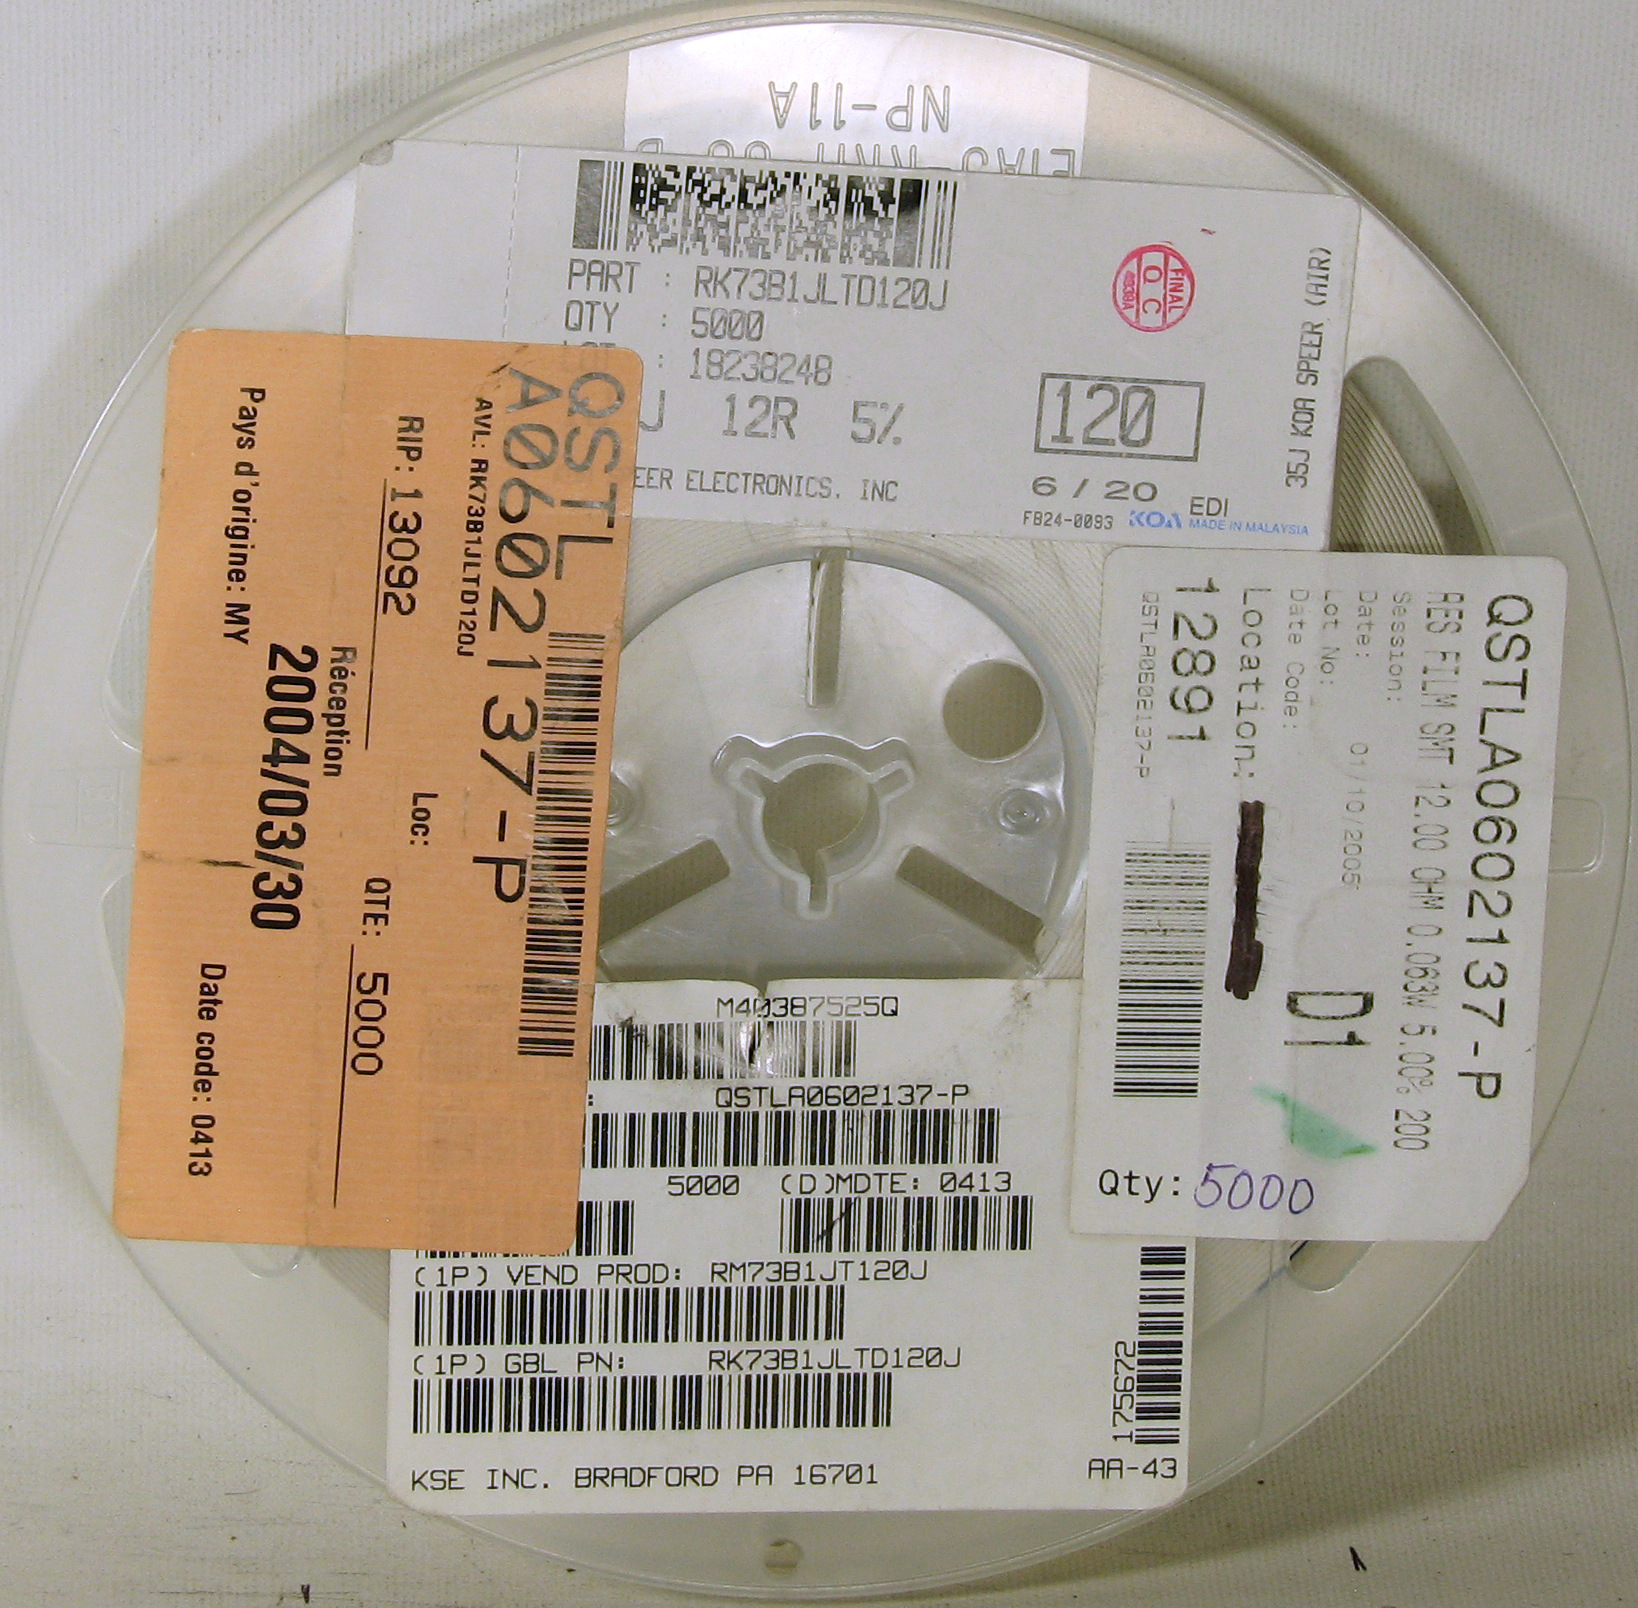 NP-11A
PART : RK73B1JLTD120J
QTY : 5000
: 18238248
J 12R 5%
120
EER ELECTRONICS, INC
6 / 20
EDI
FB24-0093 KOA MADE IN MALAYSIA
35J KOA SPEER (AIR)
FINAL
QC
QSTL
A0602137-P
AVL: RK73B1JLTD120J
RIP: 13092
Loc:
QTE: 5000
Réception
2004/03/30
Pays d'origine: MY
Date code: 0413
QSTLA0602137-P
RES FILM SMT 12.00 OHM 0.063W 5.00% 200
Session:
Date: 01/10/2005
Lot No:
Date Code:
D1
Location:
12891
QSTLA0602137-P
Qty: 5000
M40387525Q
: QSTLA0602137-P
5000 (D)MDTE: 0413
(1P) VEND PROD: RM73B1JT120J
(1P) GBL PN: RK73B1JLTD120J
175672
KSE INC. BRADFORD PA 16701
AA-43